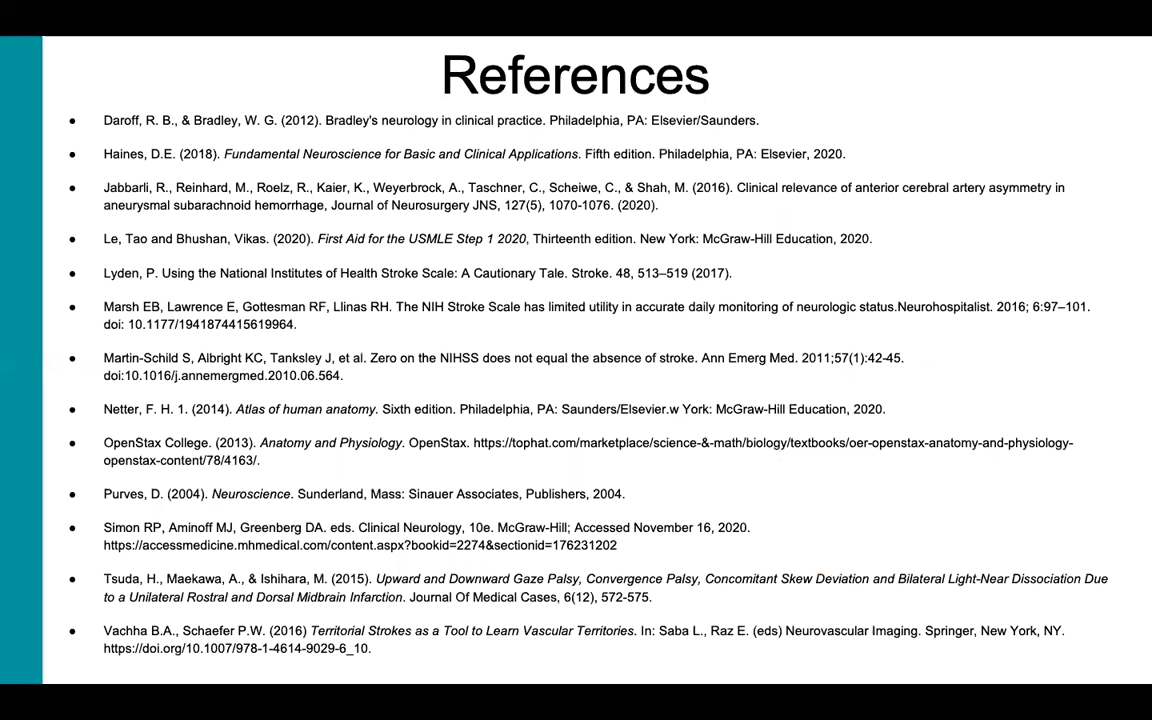 References
● Daroff, R. B., & Bradley, W. G. (2012). Bradley's neurology in clinical practice. Philadelphia, PA: Elsevier/Saunders.
● Haines, D.E. (2018). Fundamental Neuroscience for Basic and Clinical Applications. Fifth edition. Philadelphia, PA: Elsevier, 2020.
● Jabbarli, R., Reinhard, M., Roelz, R., Kaier, K., Weyerbrock, A., Taschner, C., Scheiwe, C., & Shah, M. (2016). Clinical relevance of anterior cerebral artery asymmetry in
aneurysmal subarachnoid hemorrhage, Journal of Neurosurgery JNS, 127(5), 1070-1076. (2020).
● Le, Tao and Bhushan, Vikas. (2020). First Aid for the USMLE Step 1 2020, Thirteenth edition. New York: McGraw-Hill Education, 2020.
● Lyden, P. Using the National Institutes of Health Stroke Scale: A Cautionary Tale. Stroke. 48, 513–519 (2017).
● Marsh EB, Lawrence E, Gottesman RF, Llinas RH. The NIH Stroke Scale has limited utility in accurate daily monitoring of neurologic status.Neurohospitalist. 2016; 6:97–101.
doi: 10.1177/1941874415619964.
● Martin-Schild S, Albright KC, Tanksley J, et al. Zero on the NIHSS does not equal the absence of stroke. Ann Emerg Med. 2011;57(1):42-45.
doi:10.1016/j.annemergmed.2010.06.564.
● Netter, F. H. 1. (2014). Atlas of human anatomy. Sixth edition. Philadelphia, PA: Saunders/Elsevier.w York: McGraw-Hill Education, 2020.
● OpenStax College. (2013). Anatomy and Physiology. OpenStax. https://tophat.com/marketplace/science-&-math/biology/textbooks/oer-openstax-anatomy-and-physiology-
openstax-content/78/4163/.
● Purves, D. (2004). Neuroscience. Sunderland, Mass: Sinauer Associates, Publishers, 2004.
● Simon RP, Aminoff MJ, Greenberg DA. eds. Clinical Neurology, 10e. McGraw-Hill; Accessed November 16, 2020.
https://accessmedicine.mhmedical.com/content.aspx?bookid=2274&sectionid=176231202
● Tsuda, H., Maekawa, A., & Ishihara, M. (2015). Upward and Downward Gaze Palsy, Convergence Palsy, Concomitant Skew Deviation and Bilateral Light-Near Dissociation Due
to a Unilateral Rostral and Dorsal Midbrain Infarction. Journal Of Medical Cases, 6(12), 572-575.
● Vachha B.A., Schaefer P.W. (2016) Territorial Strokes as a Tool to Learn Vascular Territories. In: Saba L., Raz E. (eds) Neurovascular Imaging. Springer, New York, NY.
https://doi.org/10.1007/978-1-4614-9029-6_10.